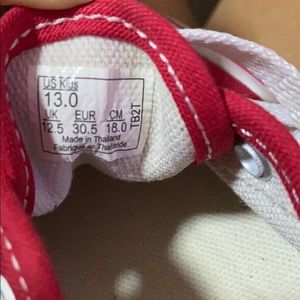 US Kids
13.0
UK EUR CM
12.5 30.5 18.0
TB2T
Made in Thailand
Fabriqué en Thaïlande